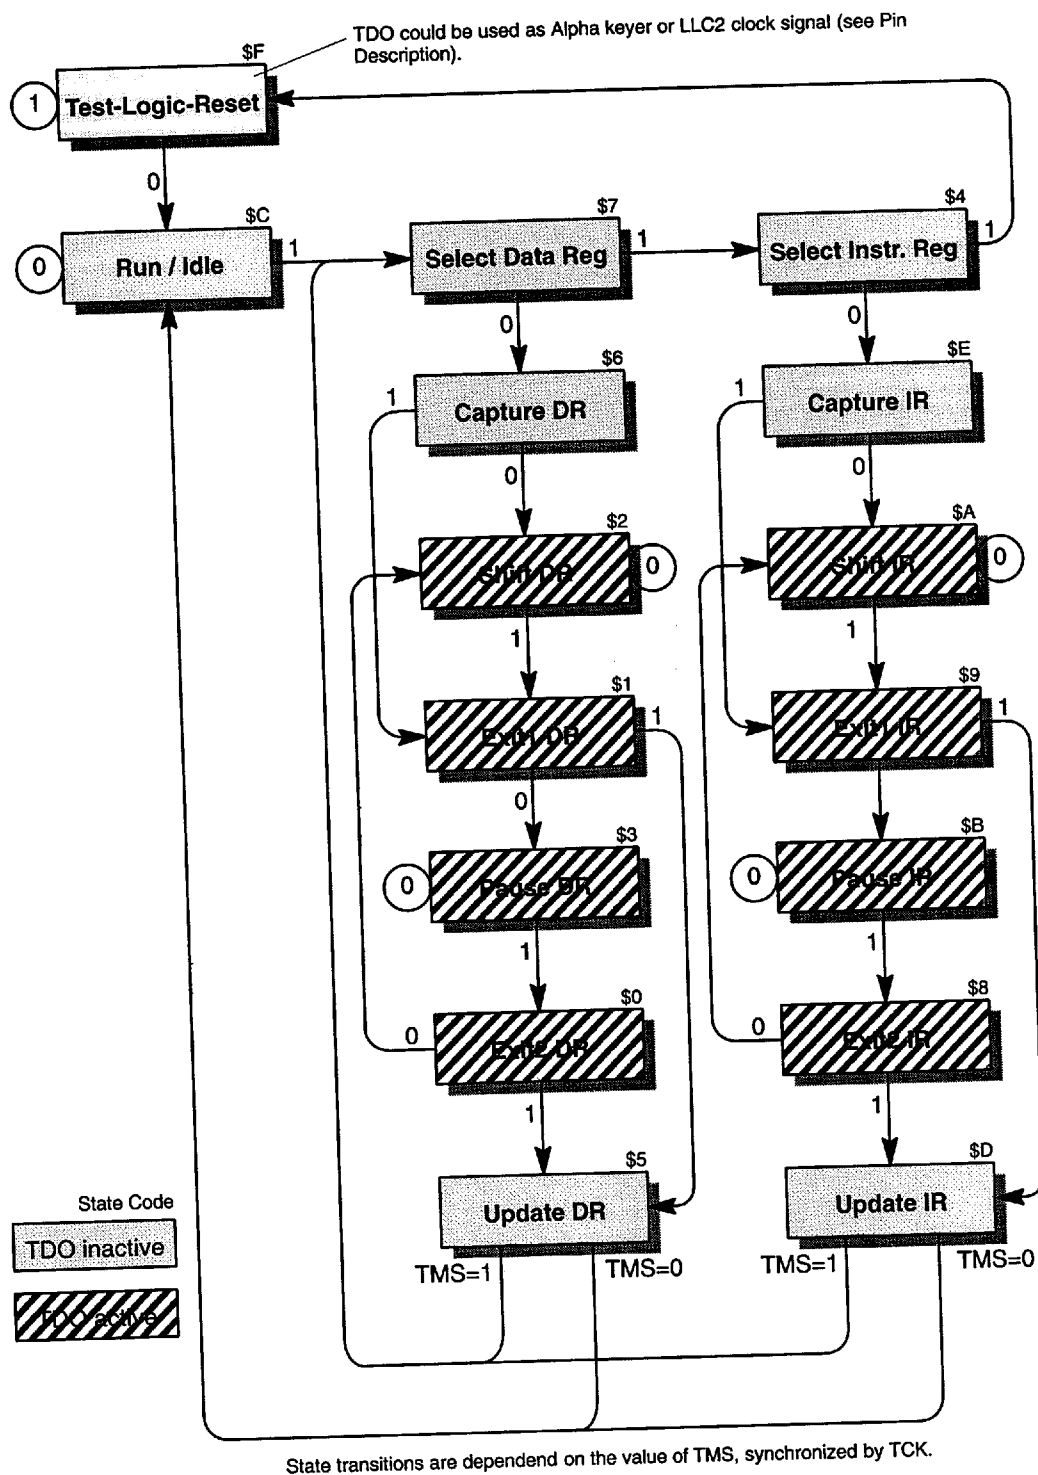 TDO could be used as Alpha keyer or LLC2 clock signal (see Pin
Description).
$F
1
Test-Logic-Reset
0
$C
0
Run / Idle
1
$7
Select Data Reg
1
$4
Select Instr. Reg
1
0
0
$6
1
Capture DR
$E
1
Capture IR
0
0
$2
Shift DR
0
$A
Shift IR
0
1
1
$1
Exit1 DR
1
$9
Exit1 IR
1
0
$3
0
Pause DR
$B
0
Pause IR
1
1
$0
0
Exit2 DR
$8
0
Exit2 IR
1
1
$5
Update DR
$D
Update IR
TMS=1
TMS=0
TMS=1
TMS=0
State Code
TDO inactive
TDO active
State transitions are dependend on the value of TMS, synchronized by TCK.